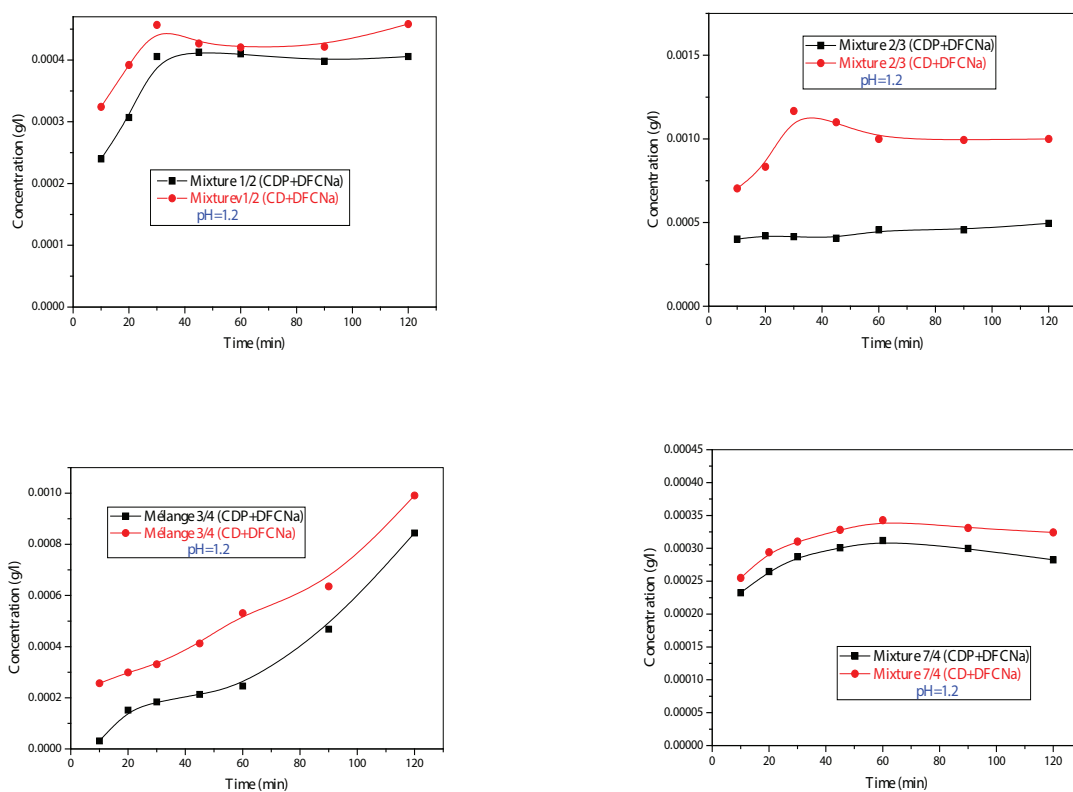 0.0004
0.0003
0.0002
0.0001
0.0000
Concentration (g/l)
Mixture 1/2 (CDP+DFCNa)
Mixturev1/2 (CD+DFCNa)
pH=1.2
0 20 40 60 80 100 120
Time (min)
0.0015
0.0010
0.0005
0.0000
Concentration (g/l)
Mixture 2/3 (CDP+DFCNa)
Mixture 2/3 (CD+DFCNa)
pH=1.2
0 20 40 60 80 100 120
Time (min)
0.0010
0.0008
0.0006
0.0004
0.0002
0.0000
Concentration (g/l)
Mélange 3/4 (CDP+DFCNa)
Mélange 3/4 (CD+DFCNa)
pH=1.2
0 20 40 60 80 100 120
Time (min)
0.00045
0.00040
0.00035
0.00030
0.00025
0.00020
0.00015
0.00010
0.00005
0.00000
Concentration (g/l)
Mixture 7/4 (CDP+DFCNa)
Mixture 7/4 (CD+DFCNa)
pH=1.2
0 20 40 60 80 100 120
Time (min)